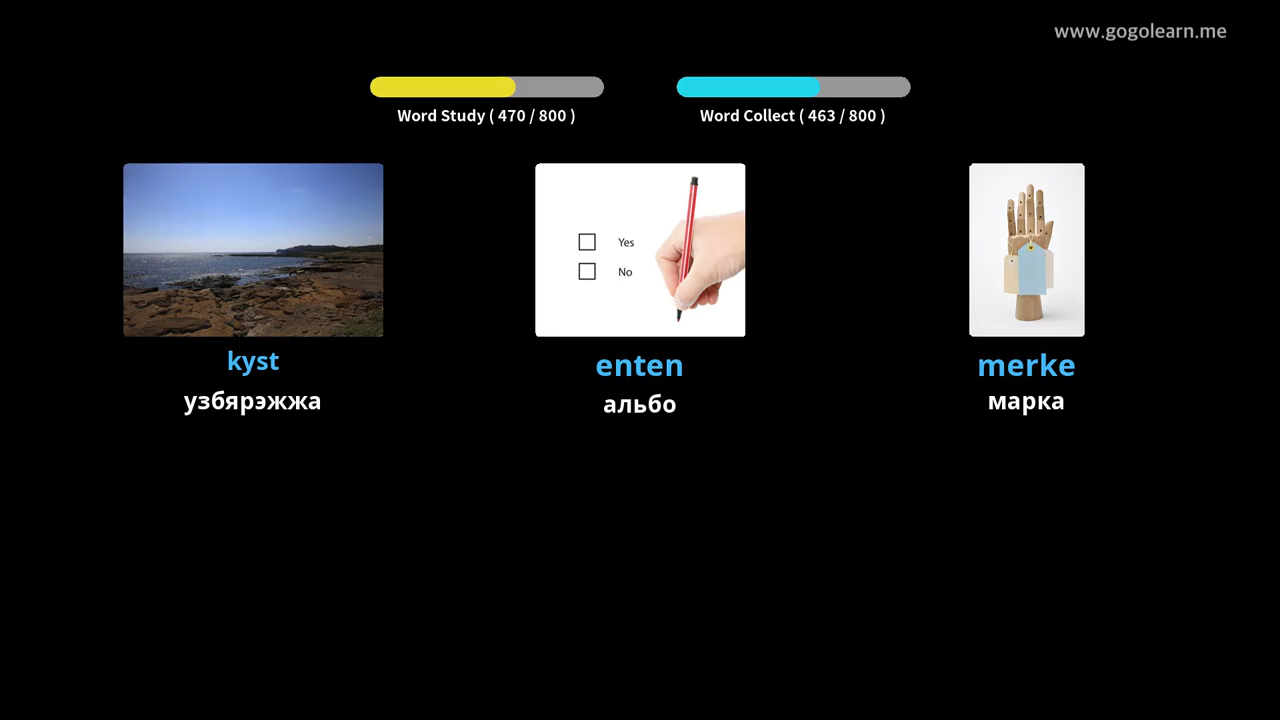 www.gogolearn.me
Word Study ( 470 / 800 )
Word Collect ( 463 / 800 )
Yes
No
kyst
enten
merke
узбярэжжа
альбо
марка